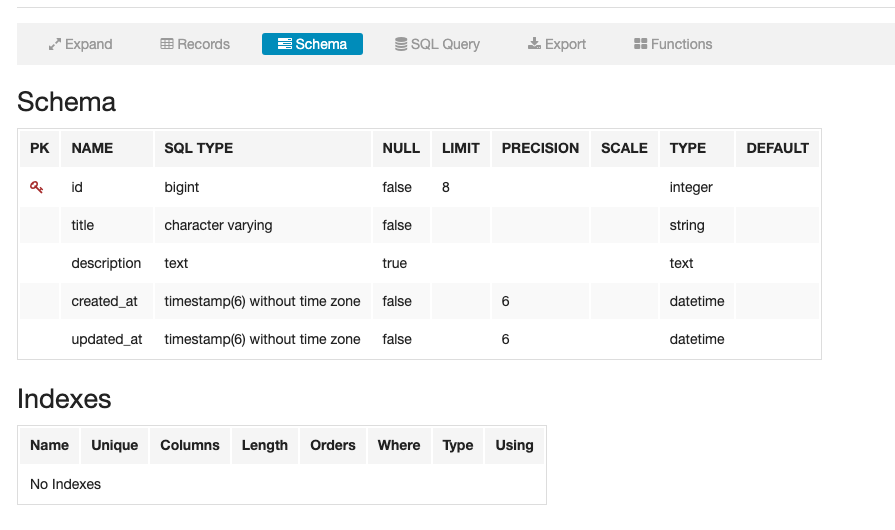 Expand Records Schema SQL Query Export Functions
Schema
PK NAME SQL TYPE NULL LIMIT PRECISION SCALE TYPE DEFAULT
id bigint false 8 integer
title character varying false string
description text true text
created_at timestamp(6) without time zone false 6 datetime
updated_at timestamp(6) without time zone false 6 datetime
Indexes
Name Unique Columns Length Orders Where Type Using
No Indexes